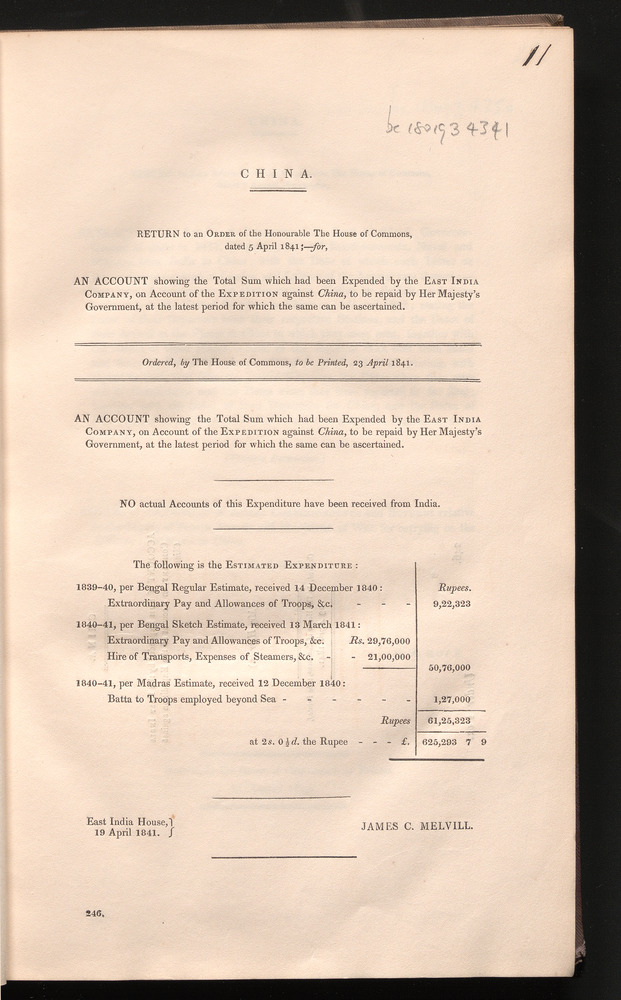 11
bc 1801934341
CHINA.
RETURN to an ORDER of the Honourable The House of Commons,
dated 5 April 1841;—for,
AN ACCOUNT showing the Total Sum which had been Expended by the EAST INDIA
COMPANY, on Account of the EXPEDITION against China, to be repaid by Her Majesty's
Government, at the latest period for which the same can be ascertained.
Ordered, by The House of Commons, to be Printed, 23 April 1841.
AN ACCOUNT showing the Total Sum which had been Expended by the EAST INDIA
COMPANY, on Account of the EXPEDITION against China, to be repaid by Her Majesty's
Government, at the latest period for which the same can be ascertained.
NO actual Accounts of this Expenditure have been received from India.
The following is the ESTIMATED EXPENDITURE:
1839-40, per Bengal Regular Estimate, received 14 December 1840: Rupees.
Extraordinary Pay and Allowances of Troops, &c. - - - 9,22,323
1840-41, per Bengal Sketch Estimate, received 13 March 1841:
Extraordinary Pay and Allowances of Troops, &c. Rs. 29,76,000
Hire of Transports, Expenses of Steamers, &c. - - 21,00,000
50,76,000
1840-41, per Madras Estimate, received 12 December 1840:
Batta to Troops employed beyond Sea - - - - - - 1,27,000
Rupees 61,25,323
at 2s. 0½d. the Rupee - - - £. 625,293 7 9
East India House,}
19 April 1841.
JAMES C. MELVILL.
246.